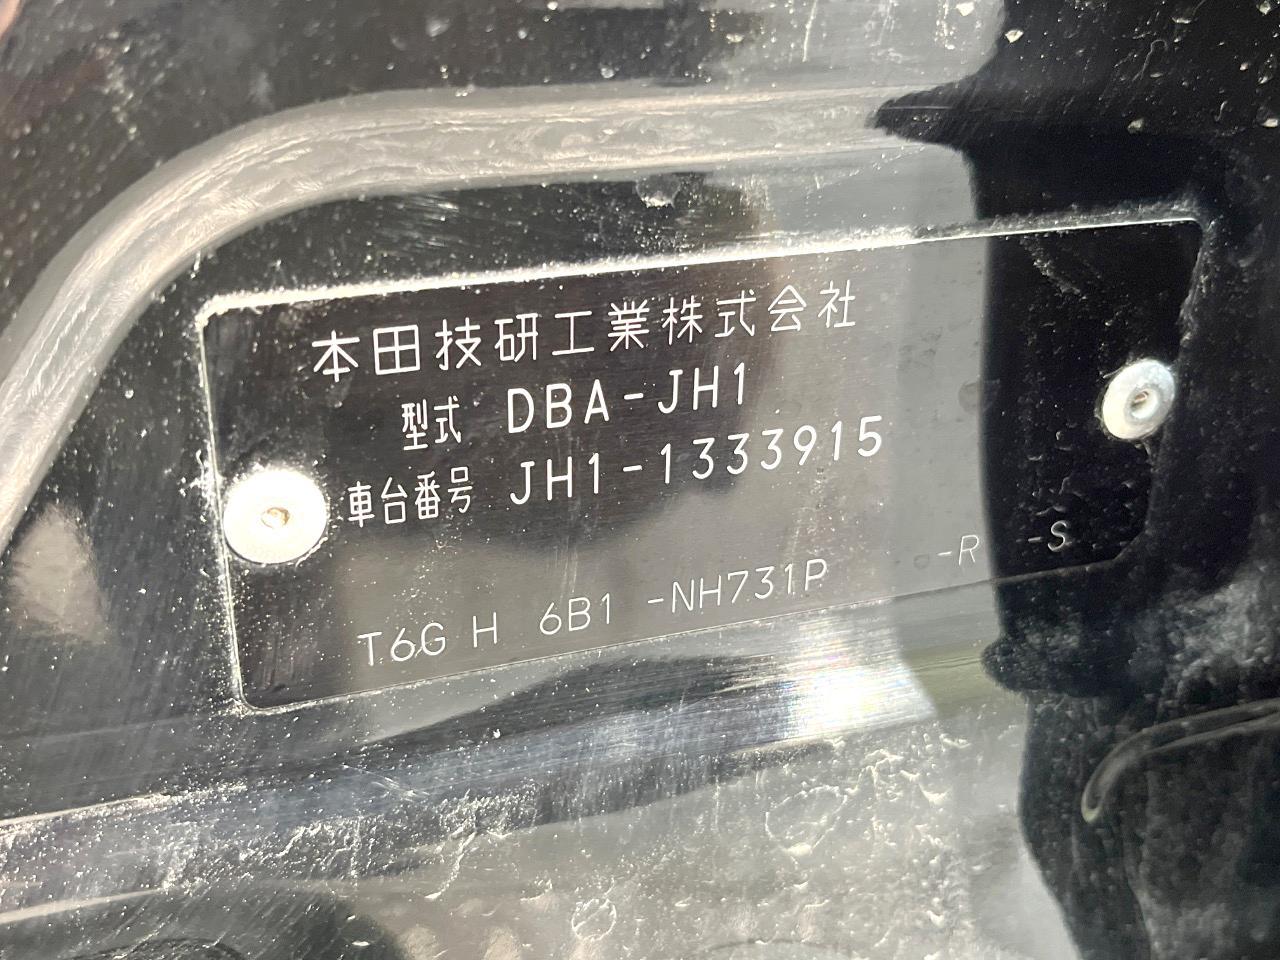 本田技研工業株式会社
型式 DBA-JH1
車台番号 JH1-1333915
T6G H 6B1 -NH731P -R -S